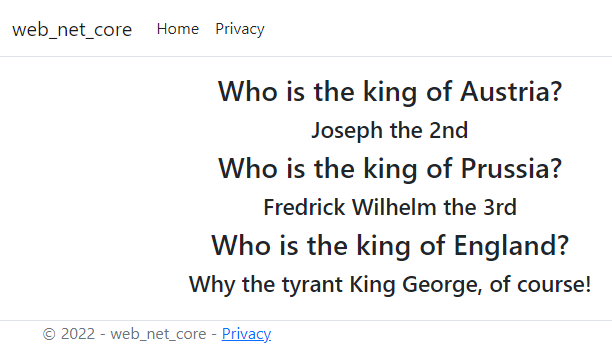 web_net_core Home Privacy
Who is the king of Austria?
Joseph the 2nd
Who is the king of Prussia?
Fredrick Wilhelm the 3rd
Who is the king of England?
Why the tyrant King George, of course!
© 2022 - web_net_core - Privacy